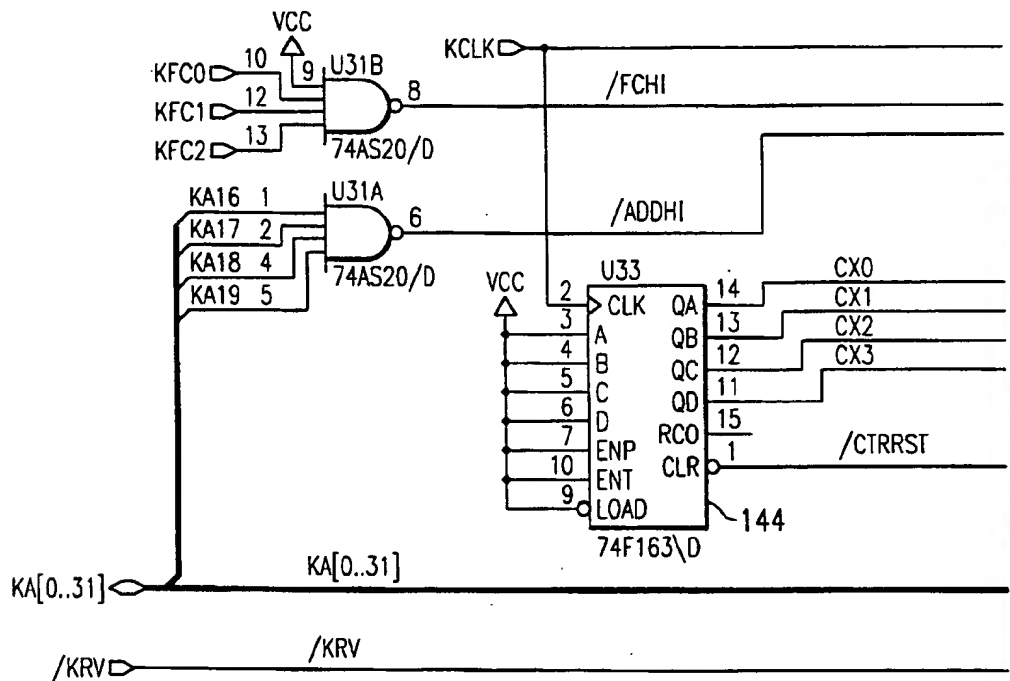 VCC
KCLK
U31B
KFC0 10 9 8 /FCHI
KFC1 12
KFC2 13
74AS20/D
U31A
KA16 1
KA17 2 6 /ADDHI
KA18 4
74AS20/D
KA19 5
VCC
U33
2 CLK QA 14 CX0
3 A QB 13 CX1
4 B QC 12 CX2
5 C QD 11 CX3
6 D RCO 15
7 ENP CLR 1 /CTRRST
10 ENT
9 LOAD
144
74F163\D
KA[0..31] KA[0..31]
/KRV /KRV